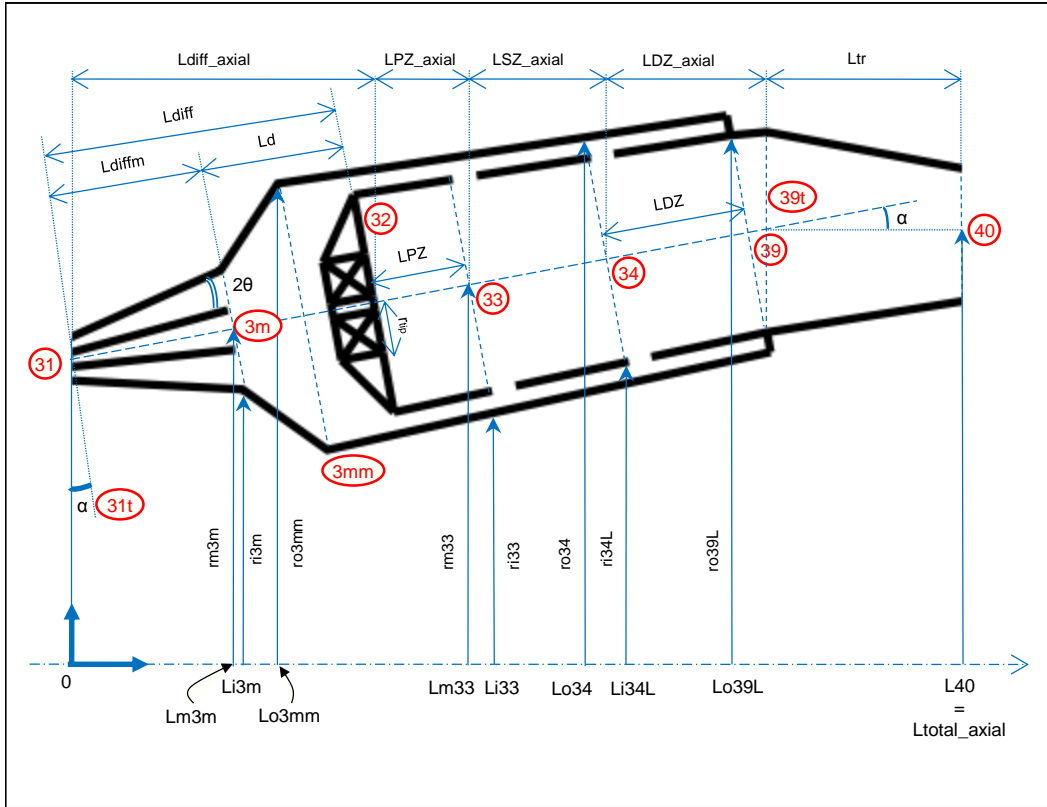 Ldiff_axial
LPZ_axial
LSZ_axial
LDZ_axial
Ltr
Ldiff
Ldiffm
Ld
32
39t
LDZ
α
40
39
34
LPZ
33
2θ
3m
rtip
31
3mm
α
31t
rm3m
ri3m
ro3mm
rm33
ri33
ro34
ri34L
ro39L
0
Li3m
Lm3m
Lo3mm
Lm33
Li33
Lo34
Li34L
Lo39L
L40
=
Ltotal_axial